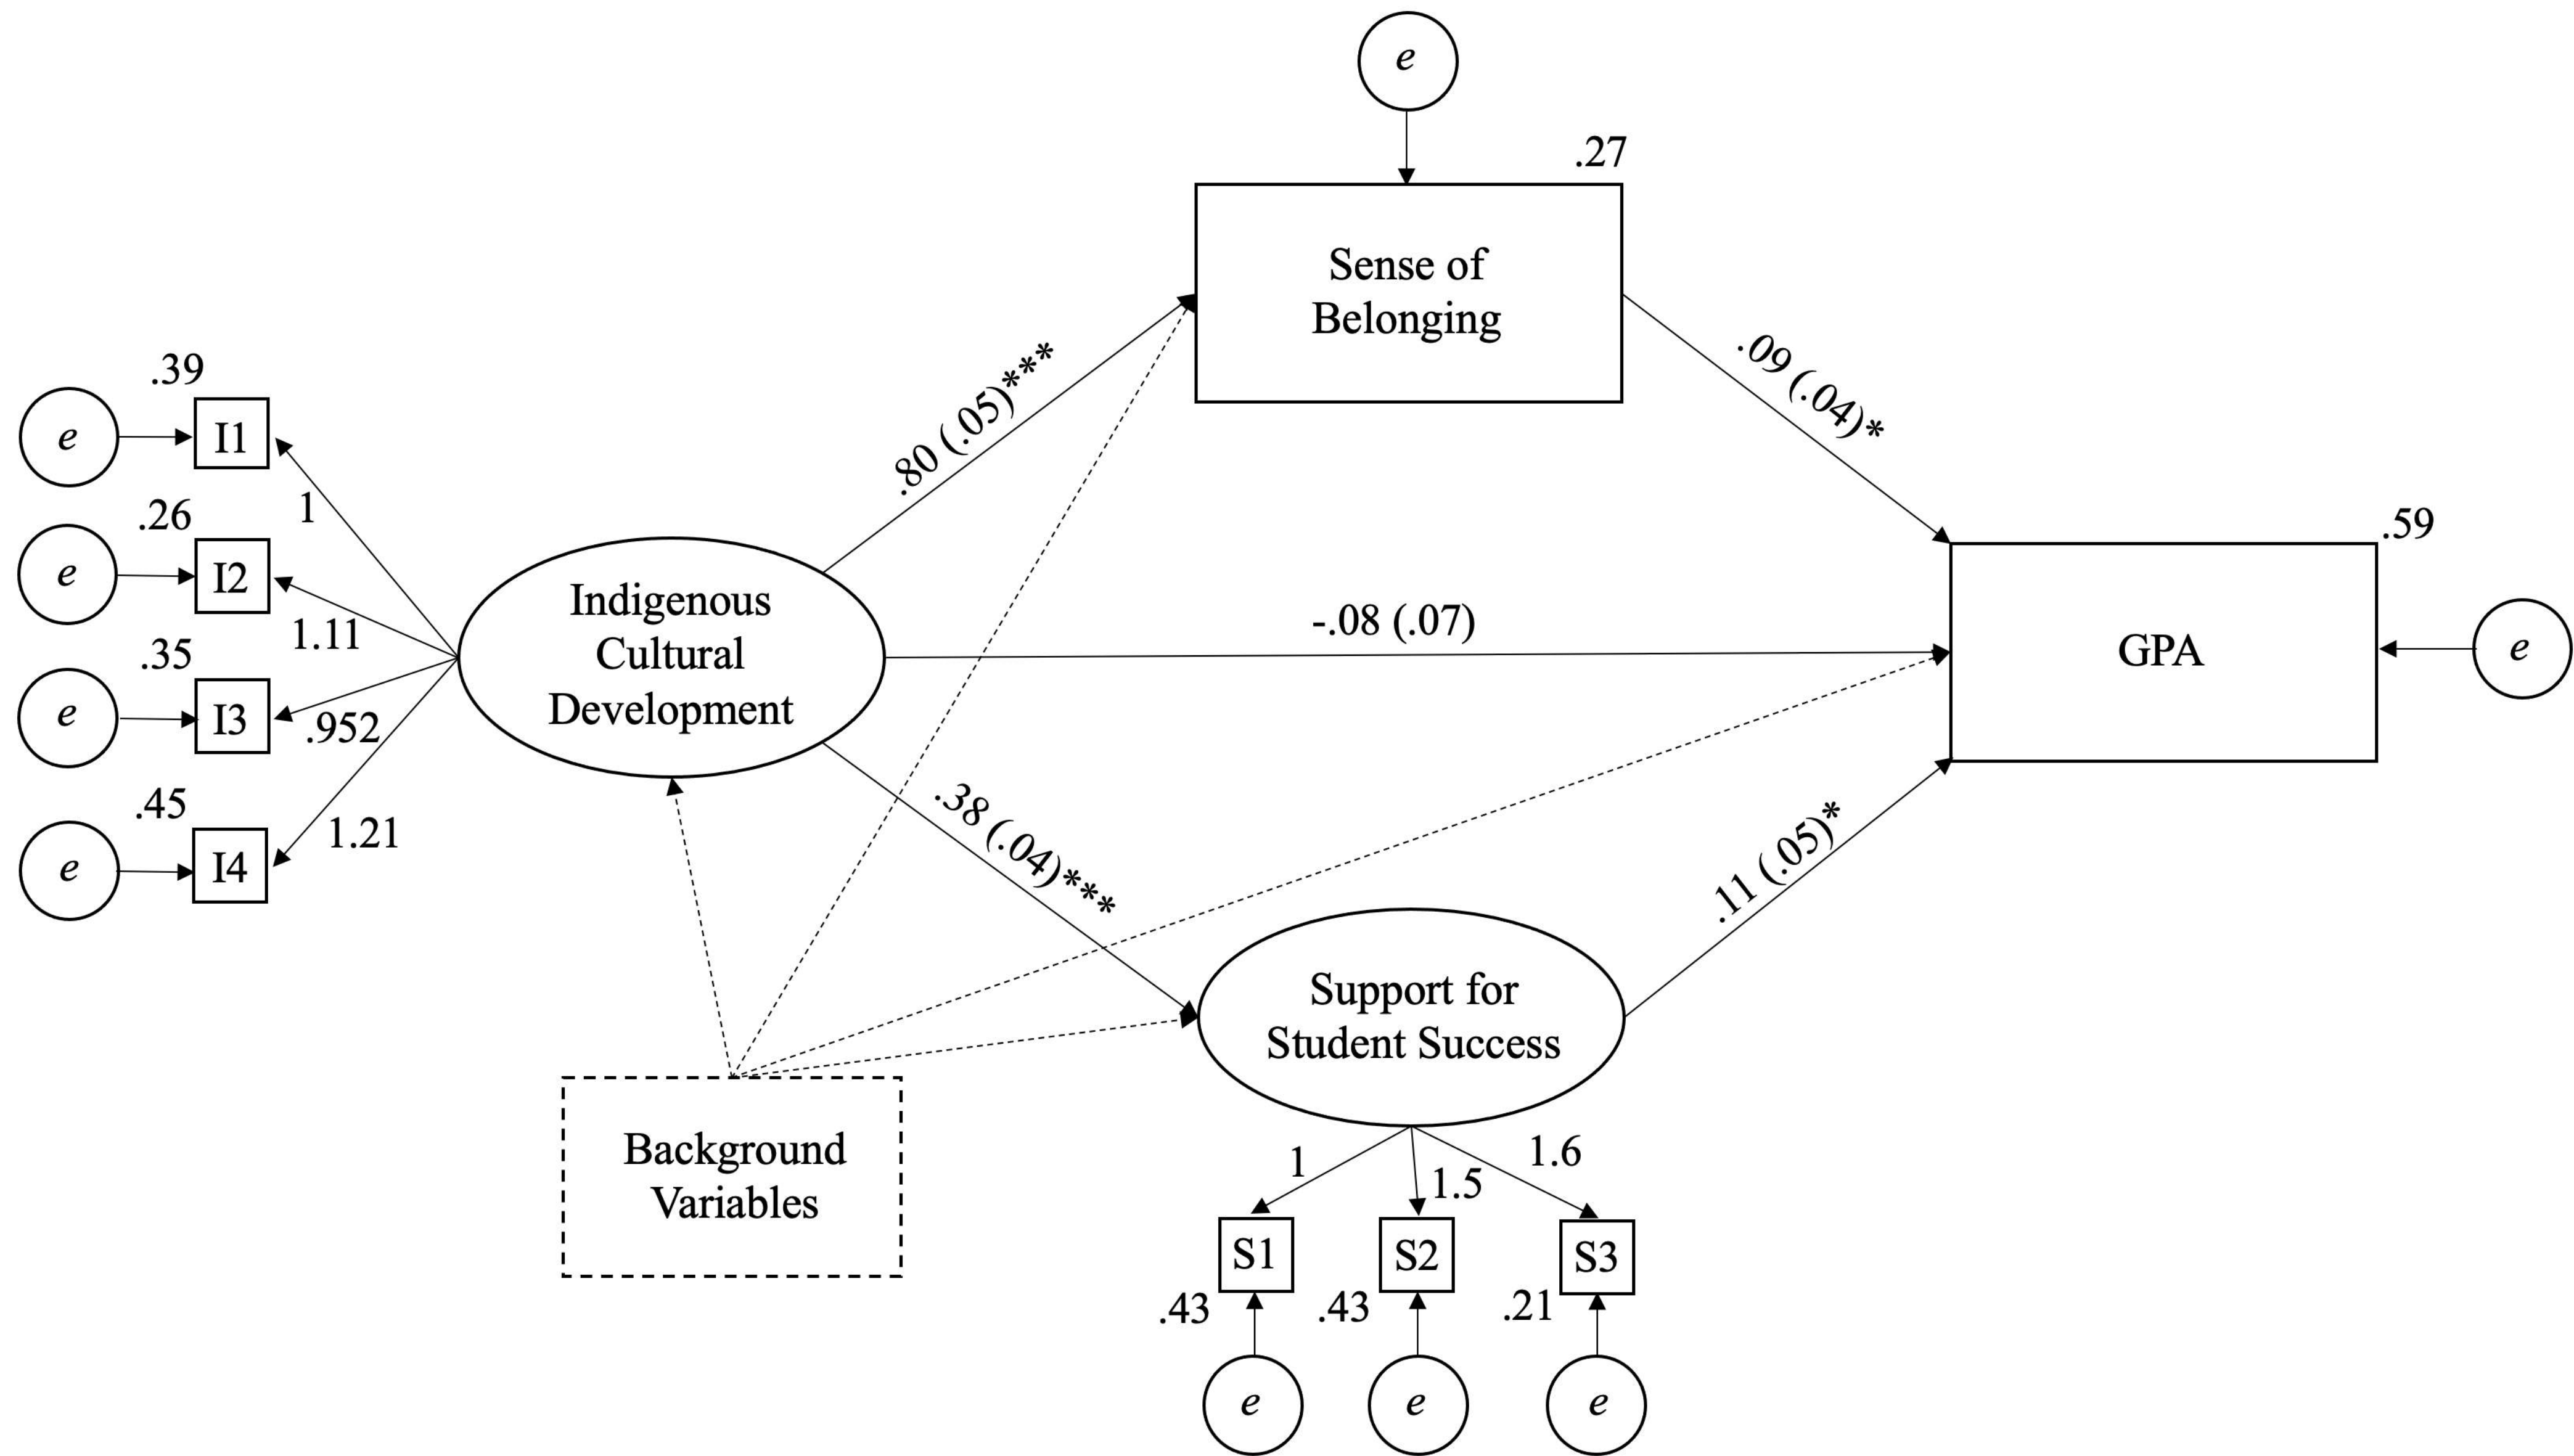 e
.27
Sense of
Belonging
.80 (.05)***
.09 (.04)*
.39
e
I1
1
.26
e
I2
1.11
.35
e
I3
.952
.45
e
I4
1.21
Indigenous
Cultural
Development
-.08 (.07)
.59
GPA
e
.38 (.04)***
.11 (.05)*
Support for
Student Success
Background
Variables
1
1.5
1.6
S1
S2
S3
.43
.43
.21
e
e
e